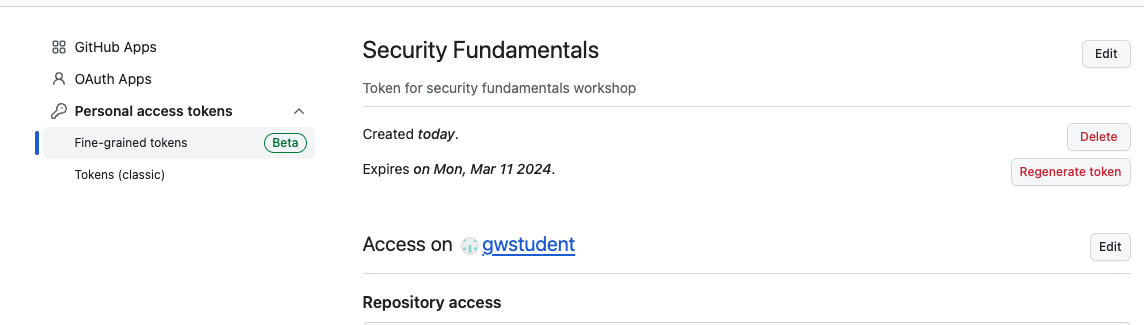 GitHub Apps
OAuth Apps
Personal access tokens
Fine-grained tokens Beta
Tokens (classic)
Security Fundamentals Edit
Token for security fundamentals workshop
Created today. Delete
Expires on Mon, Mar 11 2024. Regenerate token
Access on gwstudent Edit
Repository access